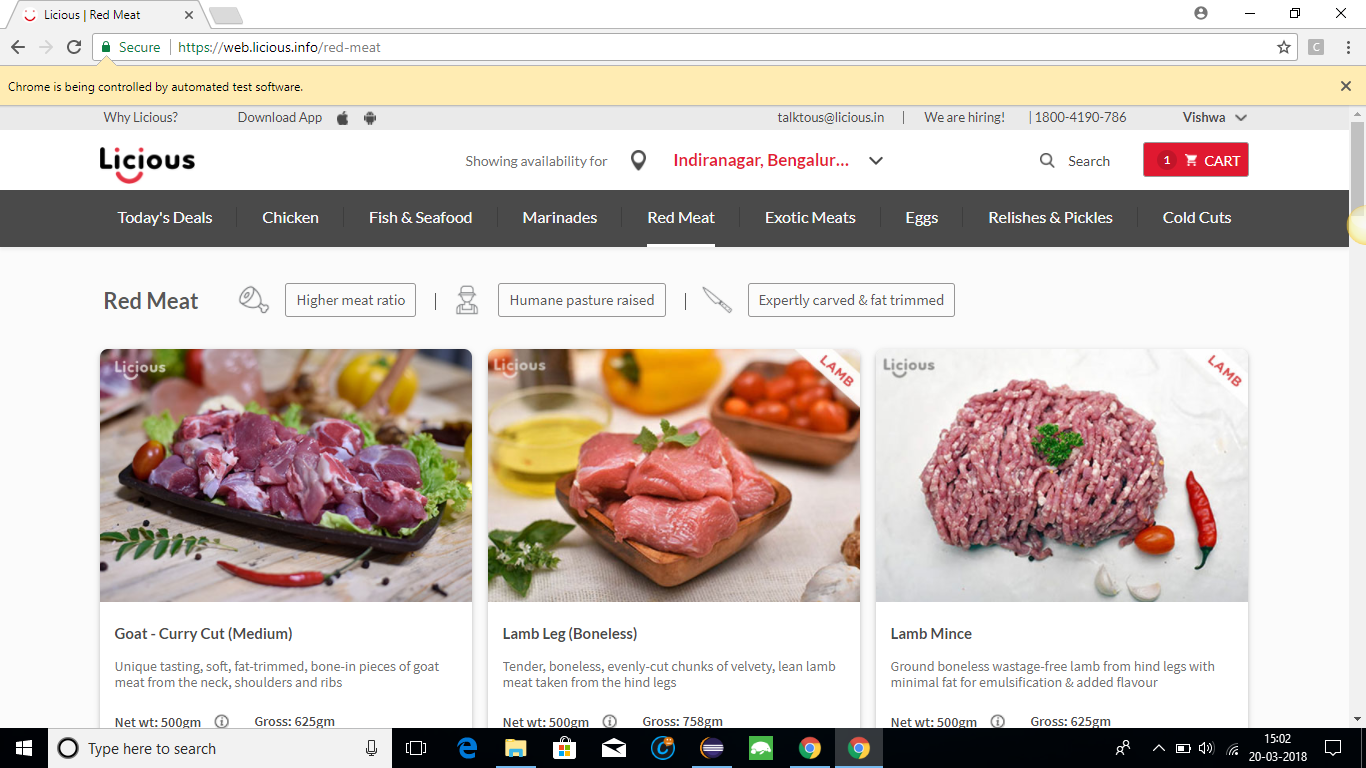 Licious | Red Meat
Secure
https://web.licious.info/red-meat
C
Chrome is being controlled by automated test software.
Why Licious?
Download App
talktous@licious.in
|
We are hiring!
| 1800-4190-786
Vishwa
Licious
Showing availability for
Indiranagar, Bengalur...
Search
1 CART
Today's Deals
Chicken
Fish & Seafood
Marinades
Red Meat
Exotic Meats
Eggs
Relishes & Pickles
Cold Cuts
Red Meat
Higher meat ratio
|
Humane pasture raised
|
Expertly carved & fat trimmed
Licious
Licious
LAMB
Licious
LAMB
Goat - Curry Cut (Medium)
Unique tasting, soft, fat-trimmed, bone-in pieces of goat
meat from the neck, shoulders and ribs
Net wt: 500gm
Gross: 625gm
Lamb Leg (Boneless)
Tender, boneless, evenly-cut chunks of velvety, lean lamb
meat taken from the hind legs
Net wt: 500gm
Gross: 758gm
Lamb Mince
Ground boneless wastage-free lamb from hind legs with
minimal fat for emulsification & added flavour
Net wt: 500gm
Gross: 625gm
Type here to search
15:02
20-03-2018